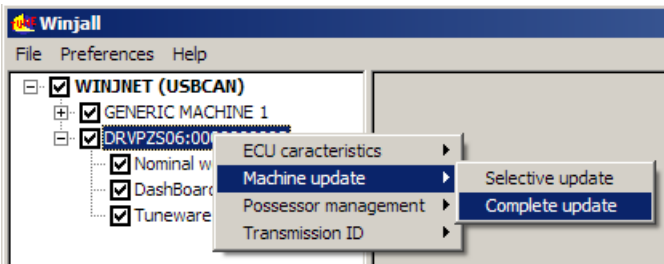 Winjall
File Preferences Help
WINJNET (USBCAN)
GENERIC MACHINE 1
DRVPZS06:00
Nominal w
DashBoard
Tuneware
ECU caracteristics
Machine update
Possessor management
Transmission ID
Selective update
Complete update